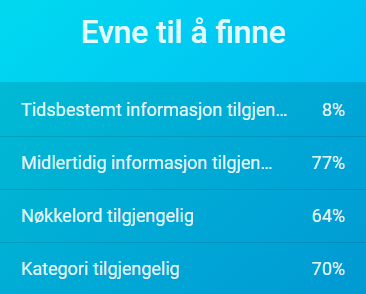 Evne til å finne
Tidsbestemt informasjon tilgjen... 8%
Midlertidig informasjon tilgjen... 77%
Nøkkelord tilgjengelig 64%
Kategori tilgjengelig 70%